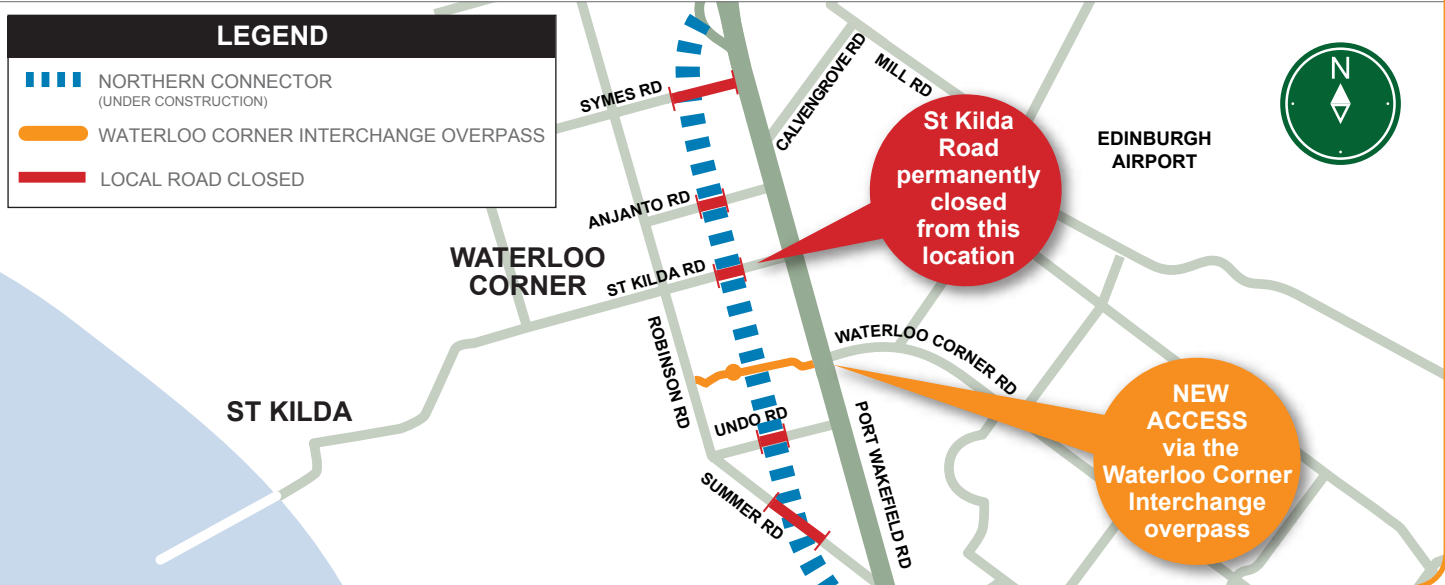 LEGEND
NORTHERN CONNECTOR
(UNDER CONSTRUCTION)
WATERLOO CORNER INTERCHANGE OVERPASS
LOCAL ROAD CLOSED
SYMES RD
CALVENGROVE RD
MILL RD
N
EDINBURGH
AIRPORT
St Kilda
Road
permanently
closed
from this
location
ANJANTO RD
WATERLOO
CORNER
ST KILDA RD
ROBINSON RD
WATERLOO CORNER RD
ST KILDA
UNDO RD
PORT WAKEFIELD RD
SUMMER RD
NEW
ACCESS
via the
Waterloo Corner
Interchange
overpass